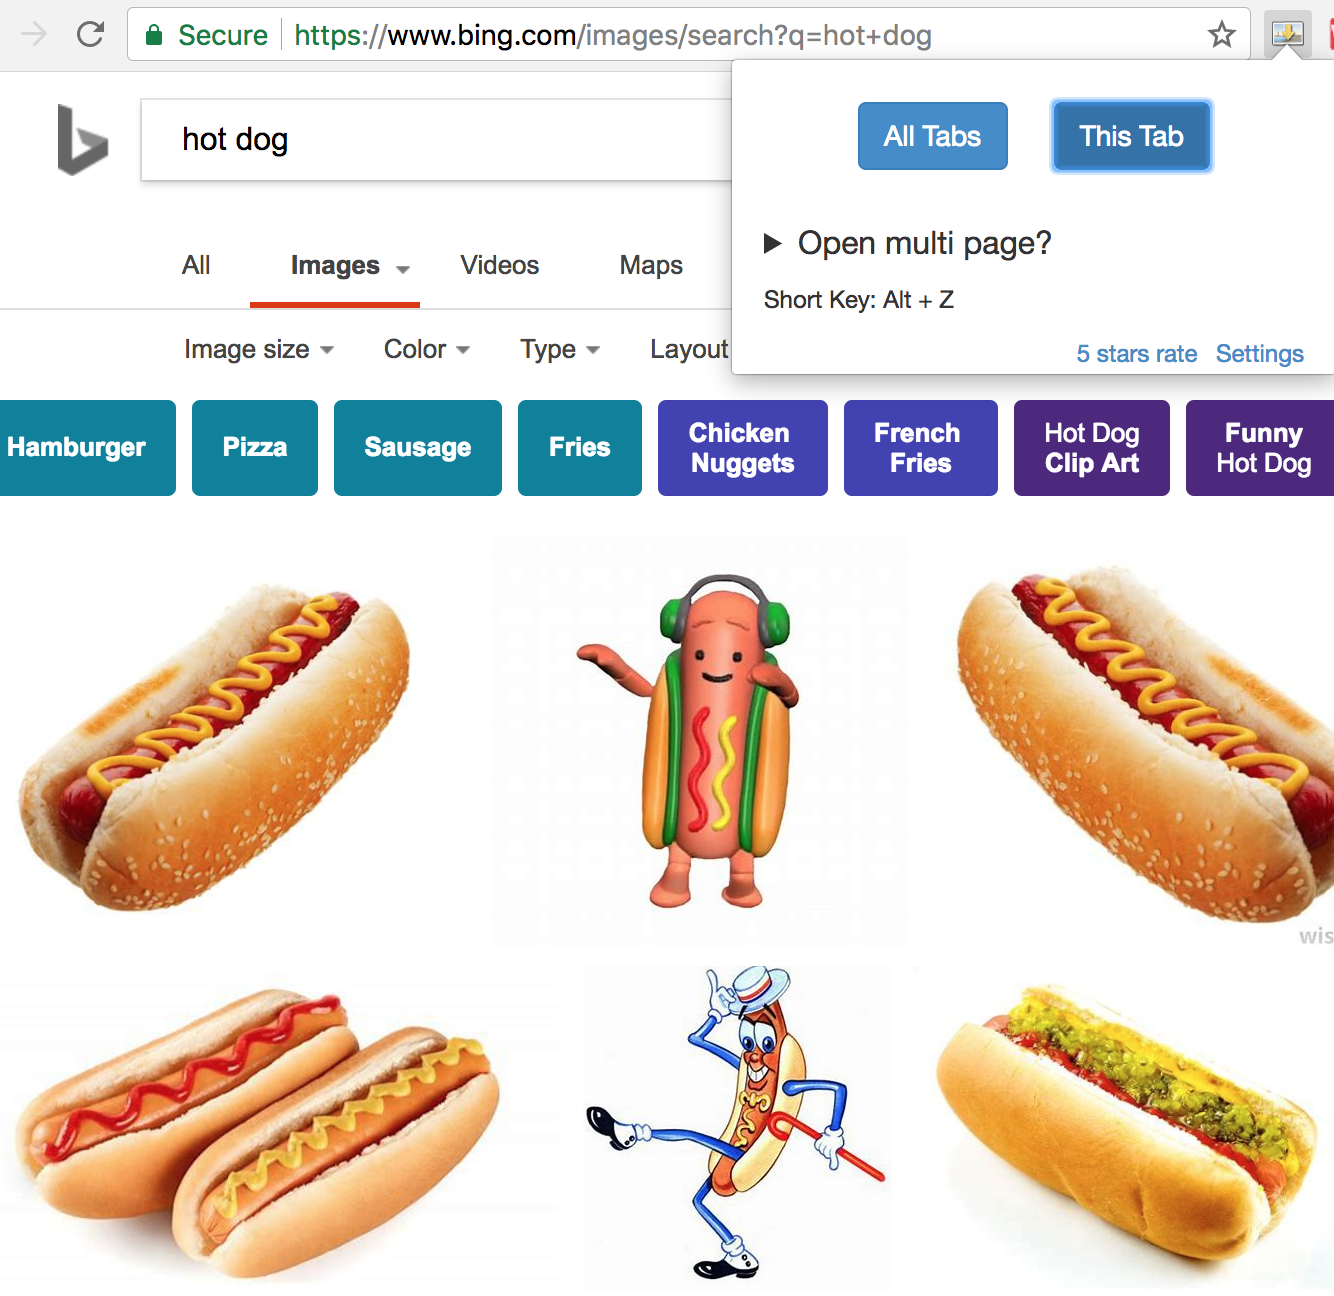 Secure https://www.bing.com/images/search?q=hot+dog
hot dog
All Tabs This Tab
Open multi page?
Short Key: Alt + Z
5 stars rate Settings
All Images Videos Maps
Image size Color Type Layout
Hamburger
Pizza
Sausage
Fries
Chicken
Nuggets
French
Fries
Hot Dog
Clip Art
Funny
Hot Dog
wis